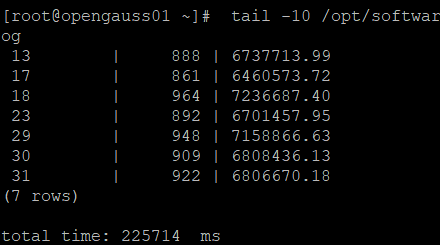 [root@opengauss01 ~]#  tail -10 /opt/softwar
og
 13        |     888 | 6737713.99
 17        |     861 | 6460573.72
 18        |     964 | 7236687.40
 23        |     892 | 6701457.95
 29        |     948 | 7158866.63
 30        |     909 | 6808436.13
 31        |     922 | 6806670.18
(7 rows)
total time: 225714  ms